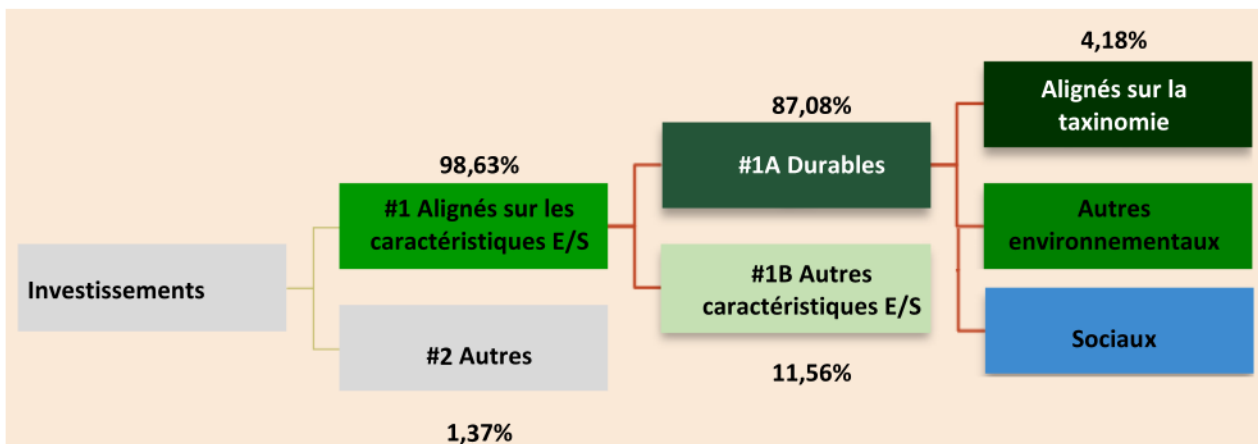 4,18%
Alignés sur la
taxinomie
87,08%
#1A Durables
98,63%
#1 Alignés sur les
caractéristiques E/S
Autres
environnementaux
#1B Autres
caractéristiques E/S
Investissements
Sociaux
#2 Autres
11,56%
1,37%